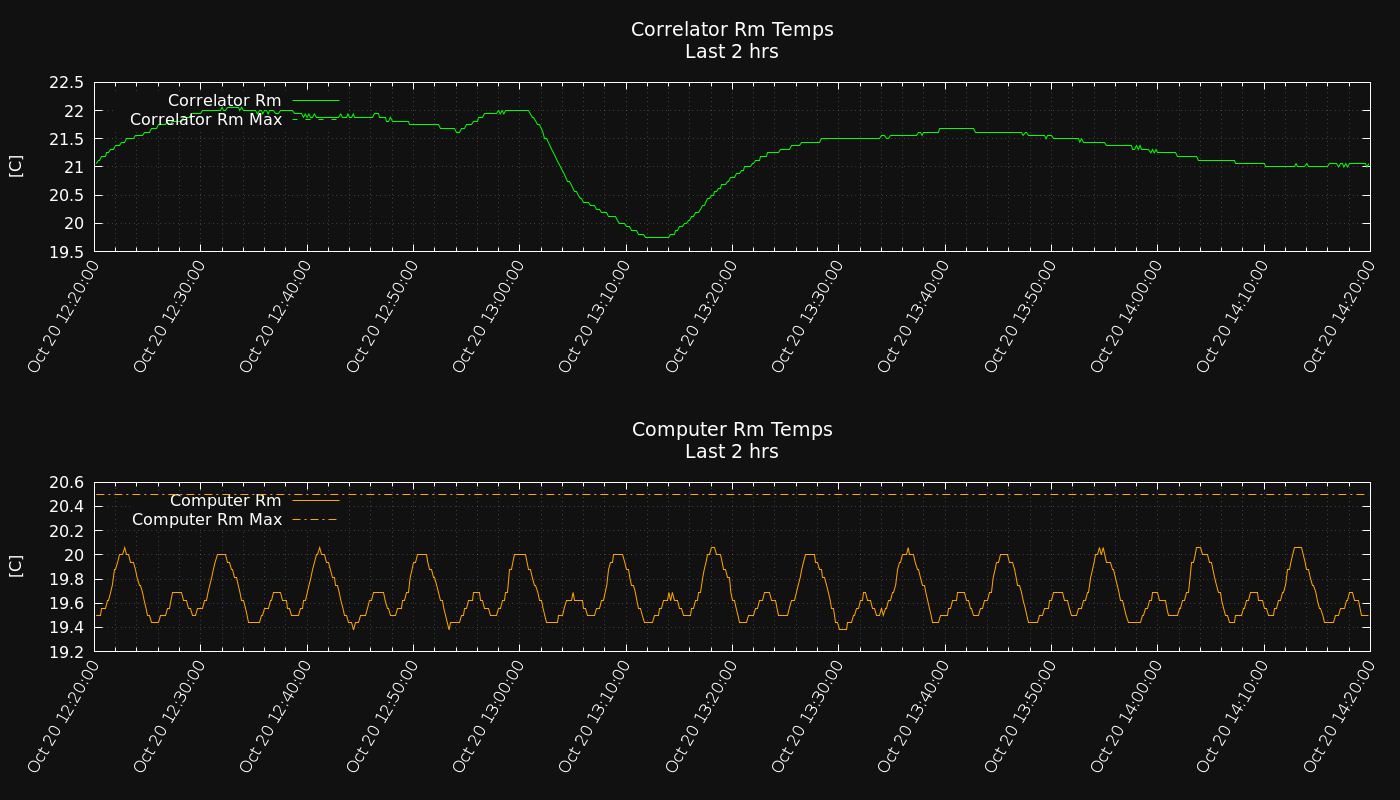 Correlator Rm Temps
Last 2 hrs
22.5
22
21.5
21
20.5
20
19.5
[C]
Correlator Rm
Correlator Rm Max
Oct 20 12:20:00
Oct 20 12:30:00
Oct 20 12:40:00
Oct 20 12:50:00
Oct 20 13:00:00
Oct 20 13:10:00
Oct 20 13:20:00
Oct 20 13:30:00
Oct 20 13:40:00
Oct 20 13:50:00
Oct 20 14:00:00
Oct 20 14:10:00
Oct 20 14:20:00
Computer Rm Temps
Last 2 hrs
20.6
20.4
20.2
20
19.8
19.6
19.4
19.2
[C]
Computer Rm
Computer Rm Max
Oct 20 12:20:00
Oct 20 12:30:00
Oct 20 12:40:00
Oct 20 12:50:00
Oct 20 13:00:00
Oct 20 13:10:00
Oct 20 13:20:00
Oct 20 13:30:00
Oct 20 13:40:00
Oct 20 13:50:00
Oct 20 14:00:00
Oct 20 14:10:00
Oct 20 14:20:00